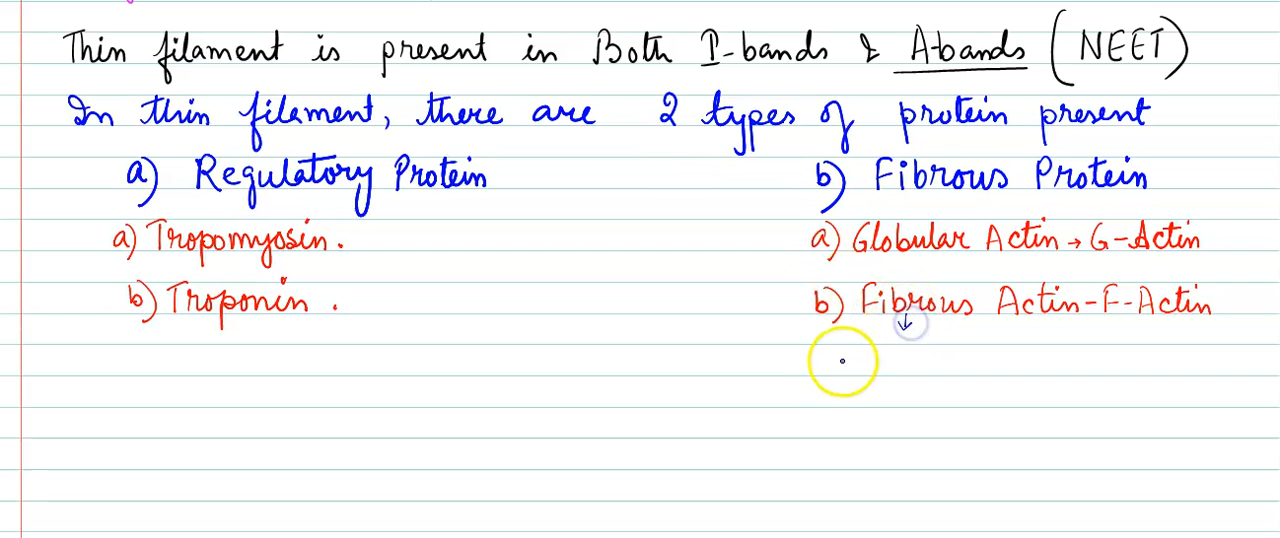 Thin filament is present in Both I-bands & A-bands (NEET)
In thin filament, there are 2 types of protein present
a) Regulatory Protein b) Fibrous Protein
a) Tropomyosin. a) Globular Actin → G-Actin
b) Troponin. b) Fibrous Actin-F-Actin
↓